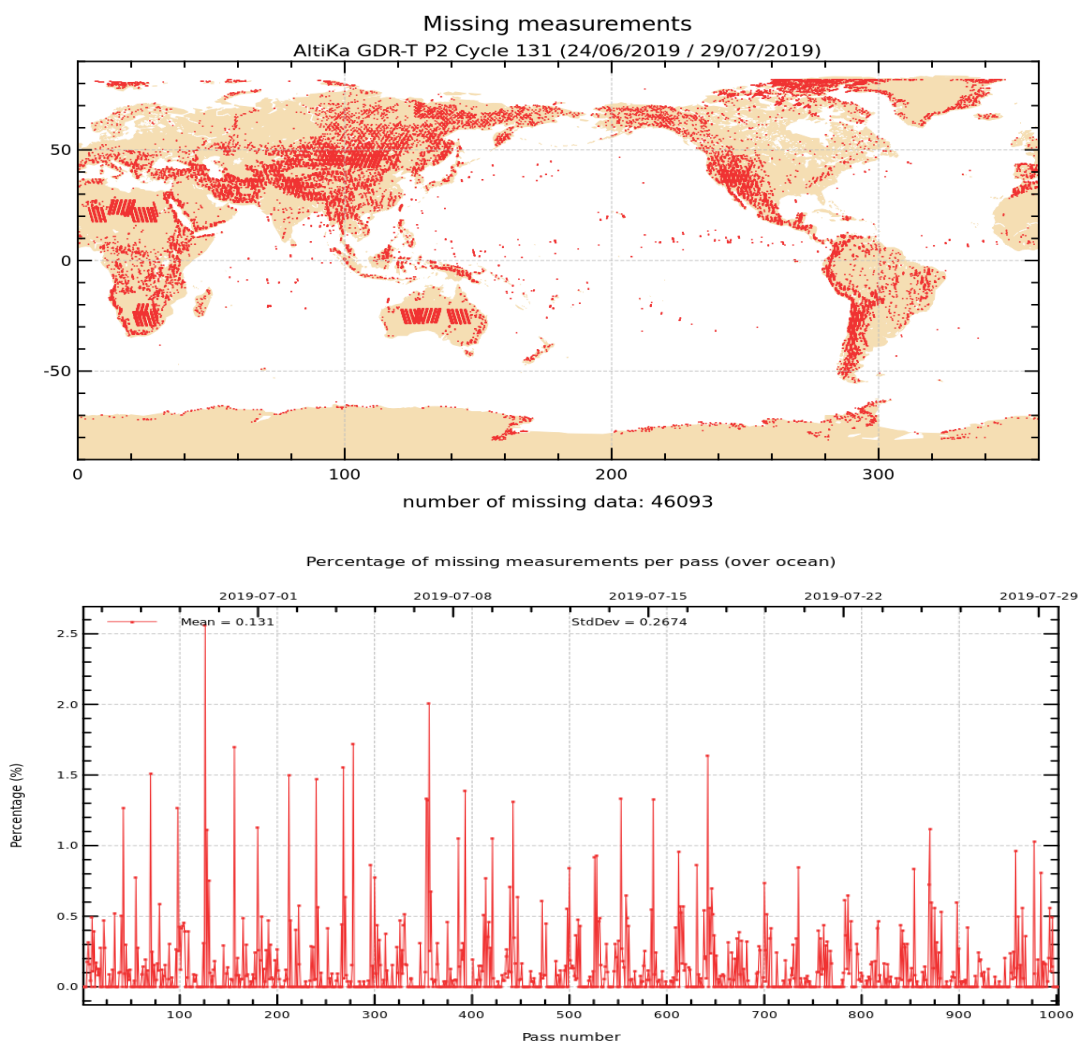 Missing measurements
AltiKa GDR-T P2 Cycle 131 (24/06/2019 / 29/07/2019)
50
0
-50
0 100 200 300
number of missing data: 46093
Percentage of missing measurements per pass (over ocean)
2019-07-01 2019-07-08 2019-07-15 2019-07-22 2019-07-29
Mean = 0.131 StdDev = 0.2674
2.5
2.0
1.5
1.0
0.5
0.0
Percentage (%)
100 200 300 400 500 600 700 800 900 1000
Pass number